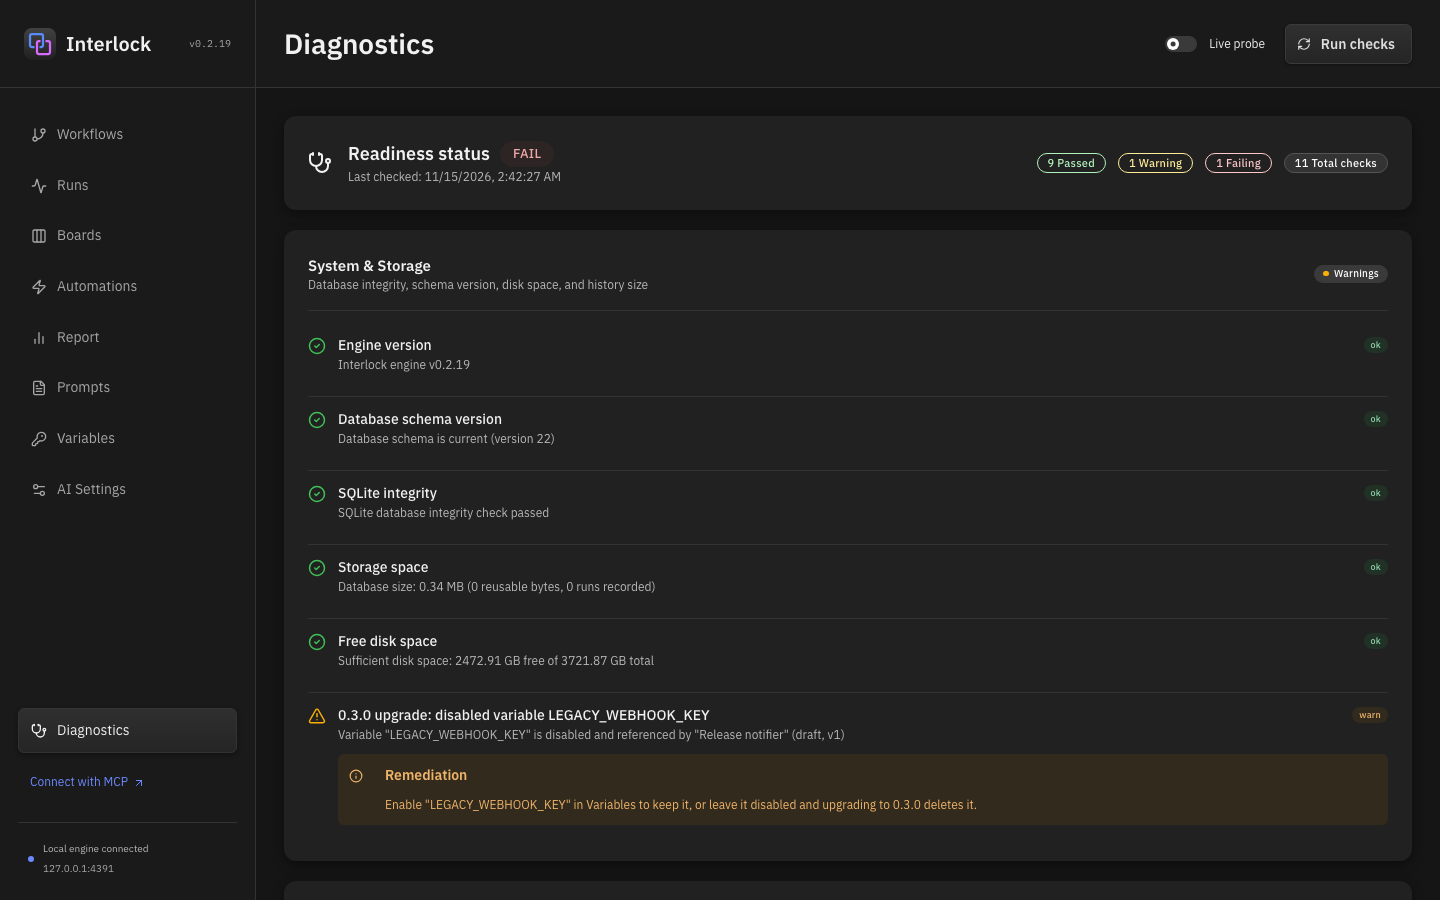 Interlock
v0.2.19
Diagnostics
Live probe
Run checks
Workflows
Runs
Boards
Automations
Report
Prompts
Variables
AI Settings
Diagnostics
Connect with MCP
Local engine connected
127.0.0.1:4391
Readiness status
FAIL
Last checked: 11/15/2026, 2:42:27 AM
9 Passed
1 Warning
1 Failing
11 Total checks
System & Storage
Database integrity, schema version, disk space, and history size
Warnings
Engine version
Interlock engine v0.2.19
ok
Database schema version
Database schema is current (version 22)
ok
SQLite integrity
SQLite database integrity check passed
ok
Storage space
Database size: 0.34 MB (0 reusable bytes, 0 runs recorded)
ok
Free disk space
Sufficient disk space: 2472.91 GB free of 3721.87 GB total
ok
0.3.0 upgrade: disabled variable LEGACY_WEBHOOK_KEY
Variable "LEGACY_WEBHOOK_KEY" is disabled and referenced by "Release notifier" (draft, v1)
warn
Remediation
Enable "LEGACY_WEBHOOK_KEY" in Variables to keep it, or leave it disabled and upgrading to 0.3.0 deletes it.